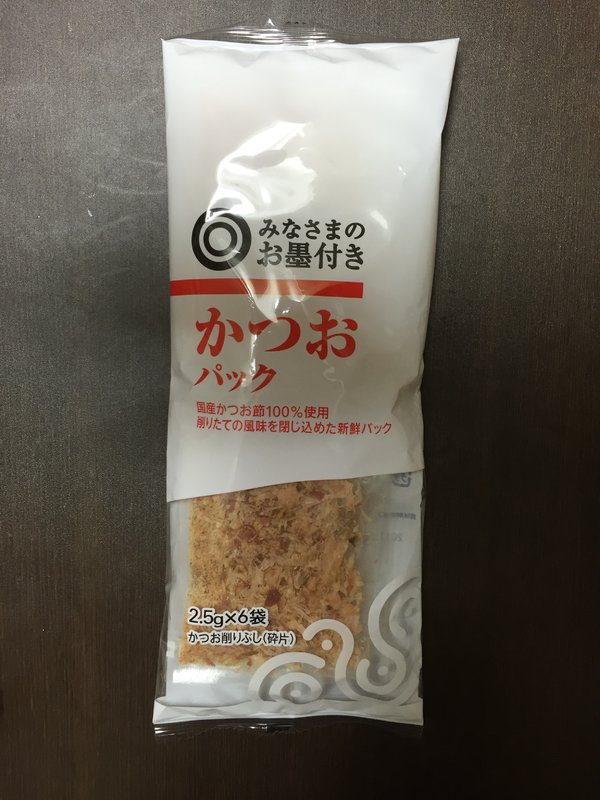 みなさまの
お墨付き
かつお
パック
国産かつお節100%使用
削りたての風味を閉じ込めた新鮮パック
2.5g×6袋
かつお削りぶし(砕片)